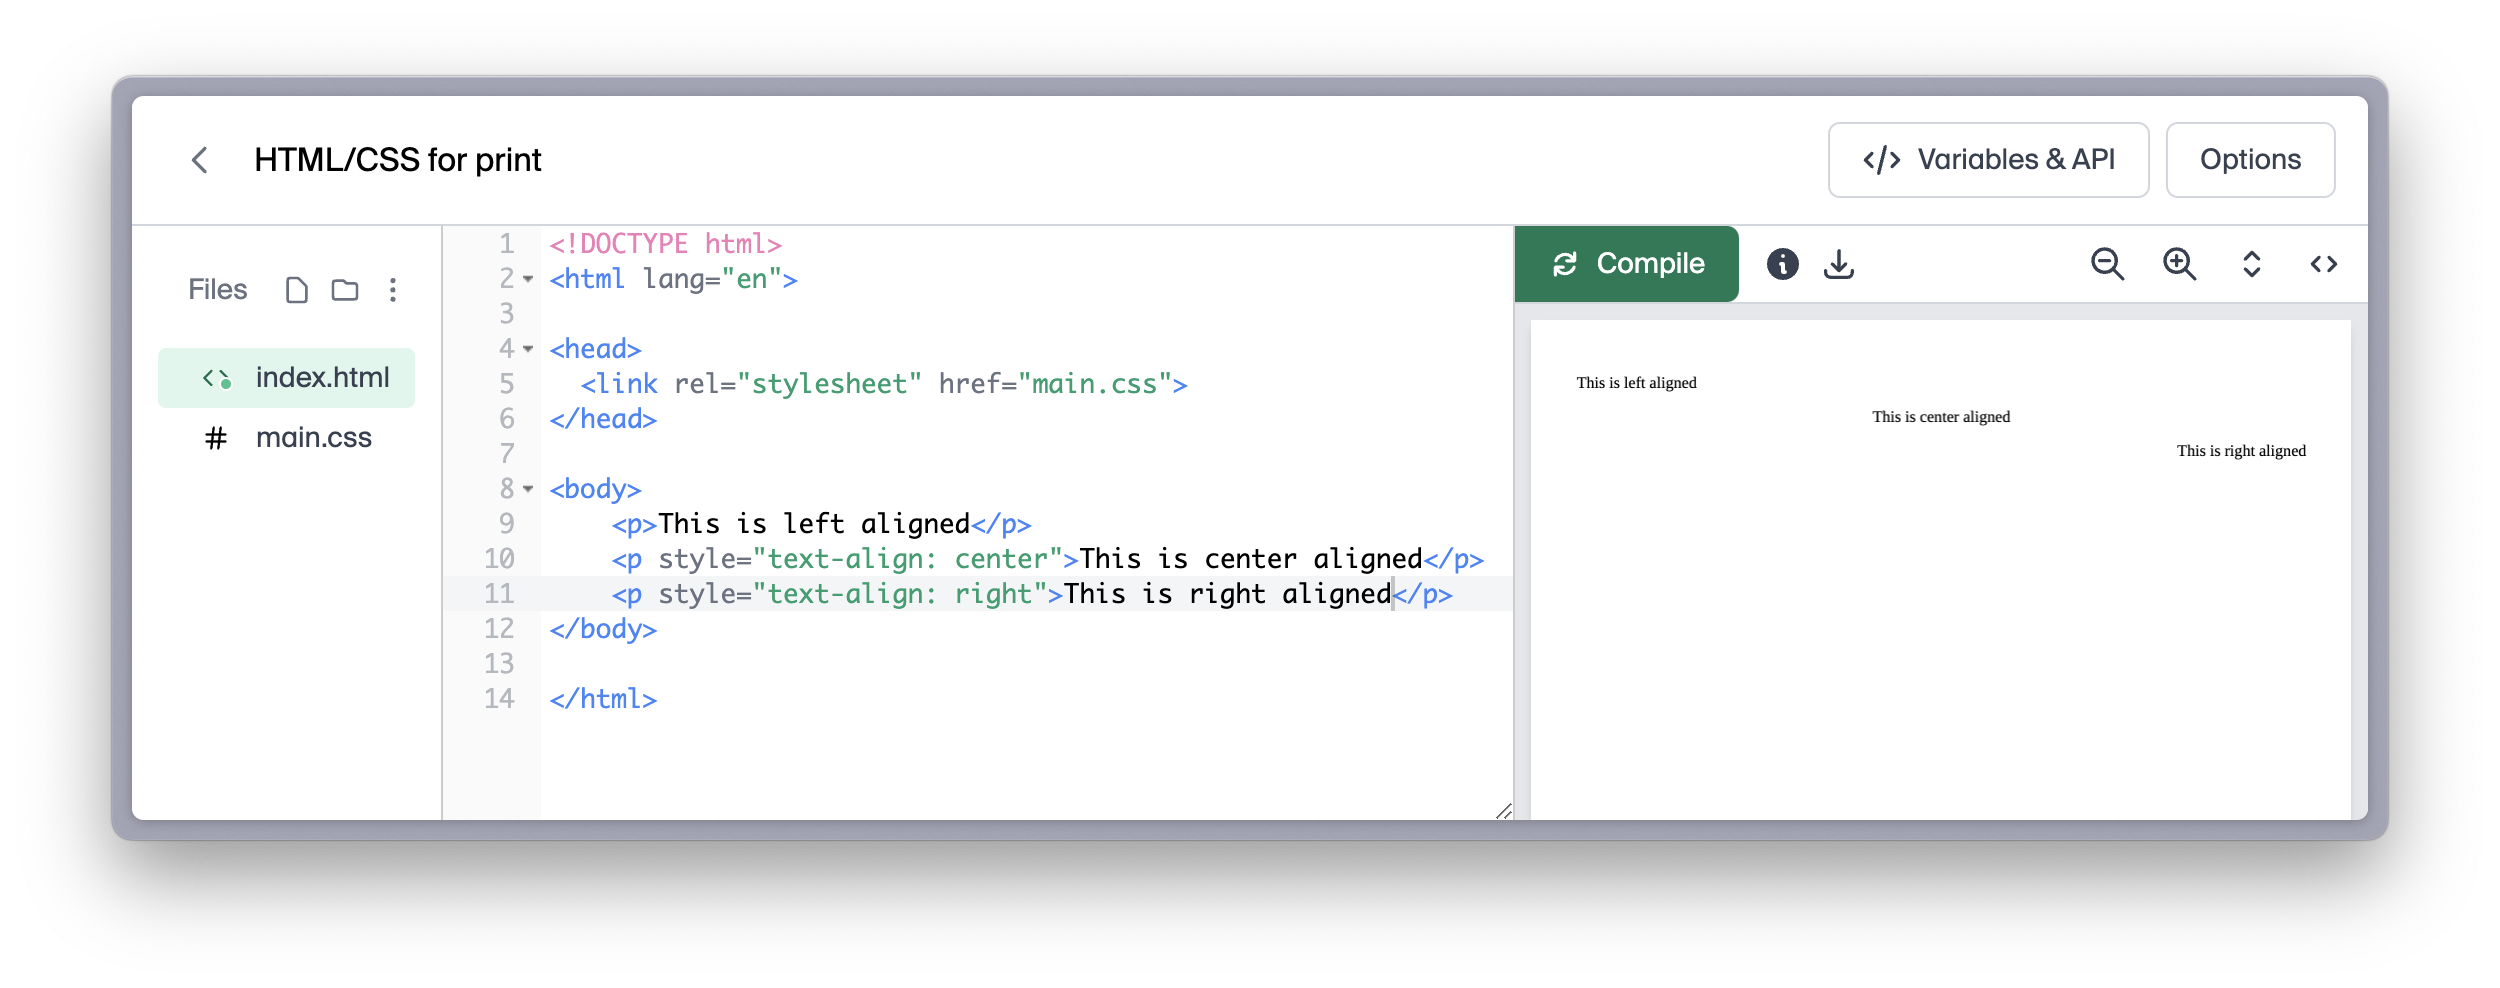 HTML/CSS for print
</> Variables & API
Options
Files
index.html
# main.css
1 <!DOCTYPE html>
2 <html lang="en">
3
4 <head>
5   <link rel="stylesheet" href="main.css">
6 </head>
7
8 <body>
9     <p>This is left aligned</p>
10     <p style="text-align: center">This is center aligned</p>
11     <p style="text-align: right">This is right aligned</p>
12 </body>
13
14 </html>
Compile
This is left aligned
This is center aligned
This is right aligned